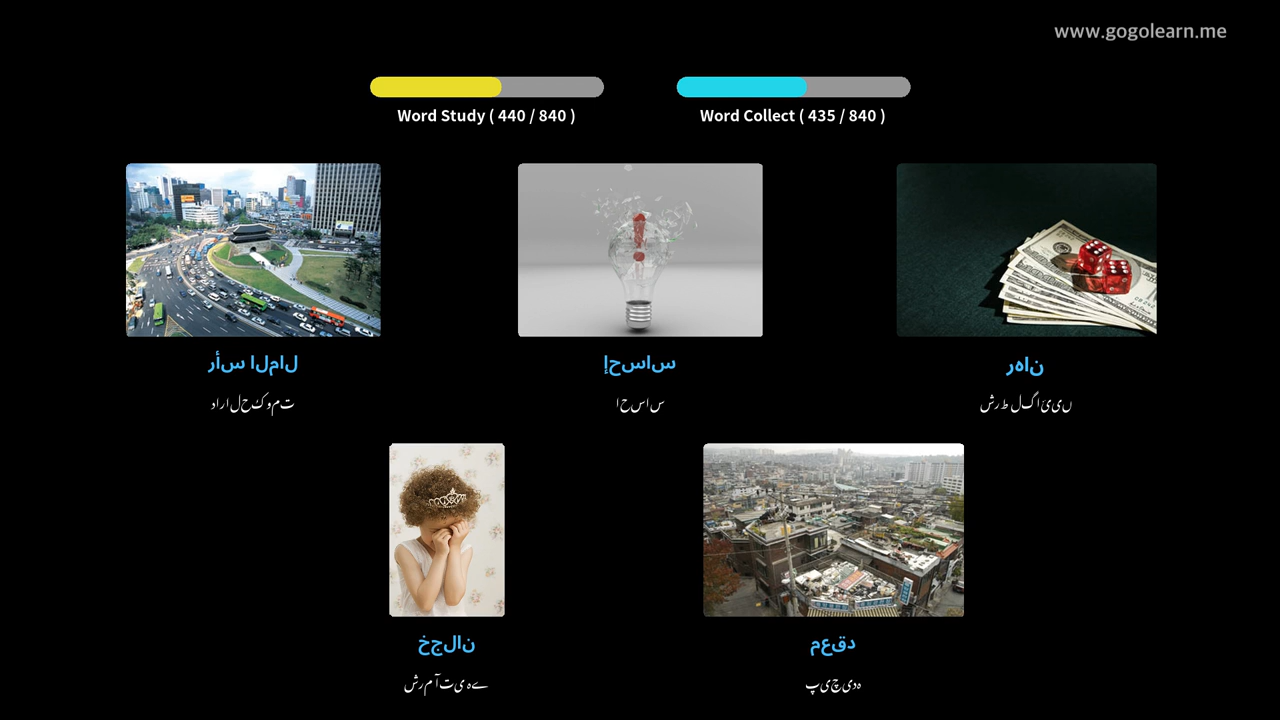 www.gogolearn.me
Word Study ( 440 / 840 )
Word Collect ( 435 / 840 )
رأس المال
إحساس
رهان
دارالحکومت
احساس
شرط لگائیں
خجلان
معقد
شرم آتی ہے
پیچیدہ